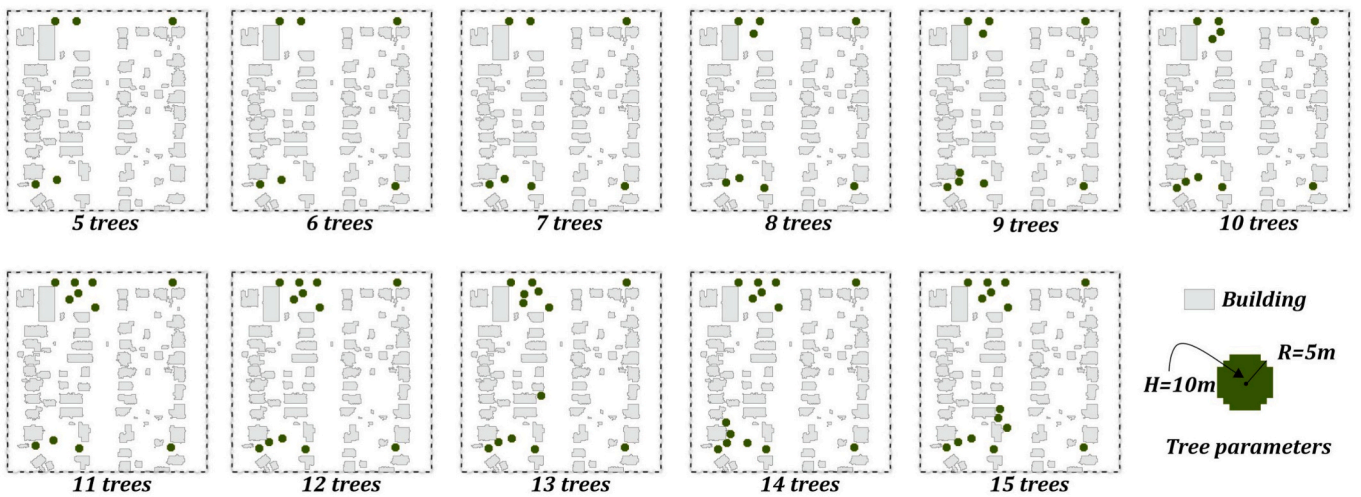 5 trees
6 trees
7 trees
8 trees
9 trees
10 trees
11 trees
12 trees
13 trees
14 trees
15 trees
Building
R=5m
H=10m
Tree parameters